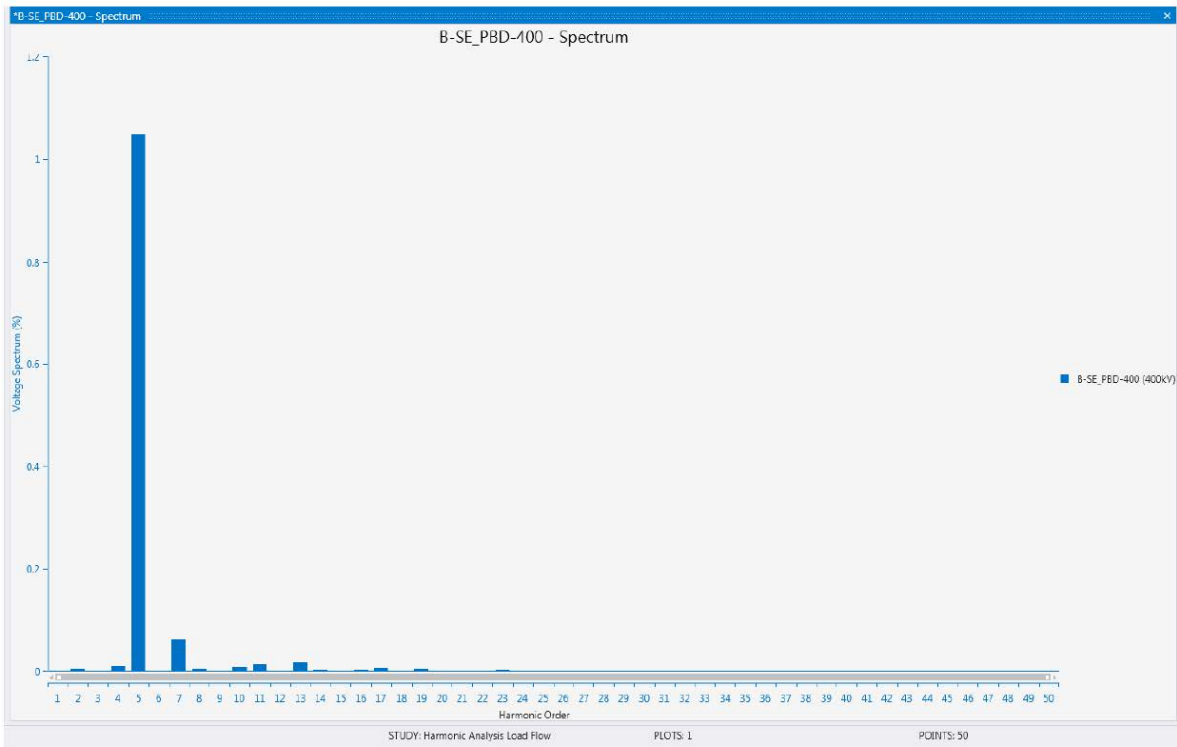 *B-SE_PBD-400 - Spectrum
B-SE_PBD-400 - Spectrum
1.2
1
0.8
0.6
0.4
0.2
0
Voltage Spectrum (%)
B-SE_PBD-400 (400kV)
1 2 3 4 5 6 7 8 9 10 11 12 13 14 15 16 17 18 19 20 21 22 23 24 25 26 27 28 29 30 31 32 33 34 35 36 37 38 39 40 41 42 43 44 45 46 47 48 49 50
Harmonic Order
STUDY: Harmonic Analysis Load Flow PLOTS: 1 POINTS: 50